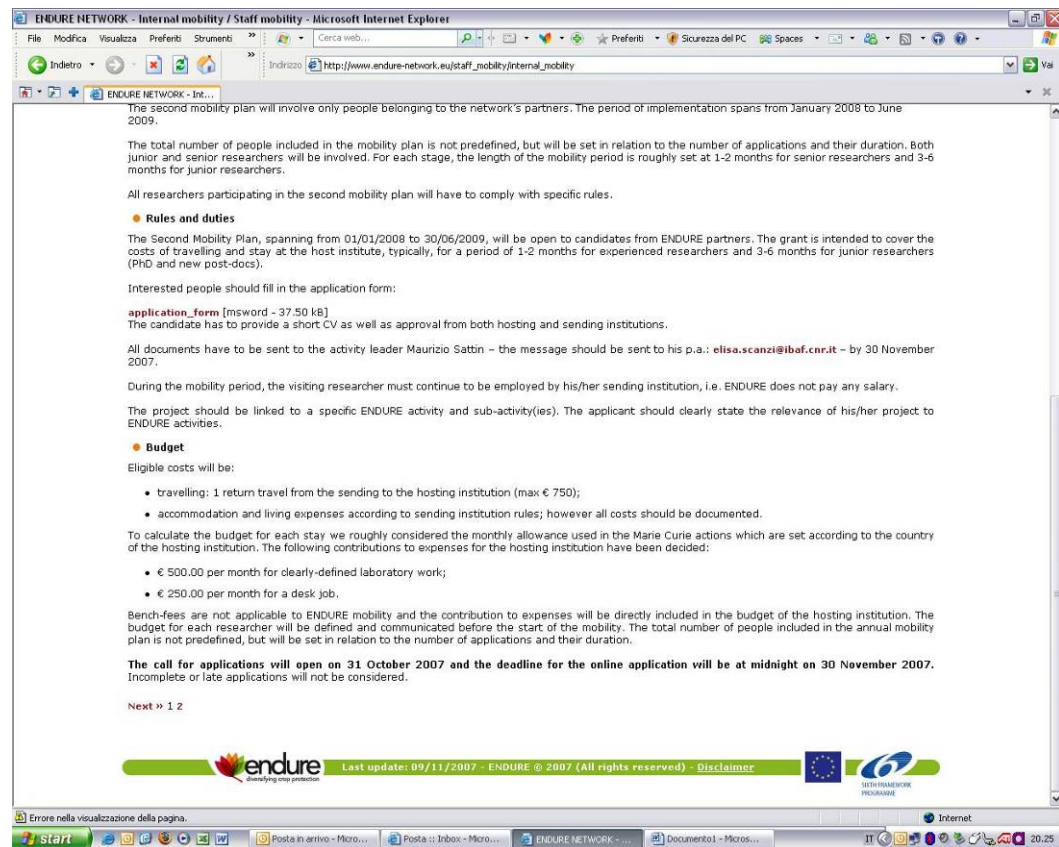 ENDURE NETWORK - Internal mobility / Staff mobility - Microsoft Internet Explorer
File Modifica Visualizza Preferiti Strumenti » Cerca web... Preferiti Sicurezza del PC Spaces
Indietro » Indirizzo http://www.endure-network.eu/staff_mobility/internal_mobility Vai
ENDURE NETWORK - Int...
The second mobility plan will involve only people belonging to the network's partners. The period of implementation spans from January 2008 to June
2009.
The total number of people included in the mobility plan is not predefined, but will be set in relation to the number of applications and their duration. Both
junior and senior researchers will be involved. For each stage, the length of the mobility period is roughly set at 1-2 months for senior researchers and 3-6
months for junior researchers.
All researchers participating in the second mobility plan will have to comply with specific rules.
Rules and duties
The Second Mobility Plan, spanning from 01/01/2008 to 30/06/2009, will be open to candidates from ENDURE partners. The grant is intended to cover the
costs of travelling and stay at the host institute, typically, for a period of 1-2 months for experienced researchers and 3-6 months for junior researchers
(PhD and new post-docs).
Interested people should fill in the application form:
application_form [msword - 37.50 kB]
The candidate has to provide a short CV as well as approval from both hosting and sending institutions.
All documents have to be sent to the activity leader Maurizio Sattin – the message should be sent to his p.a.: elisa.scanzi@ibaf.cnr.it – by 30 November
2007.
During the mobility period, the visiting researcher must continue to be employed by his/her sending institution, i.e. ENDURE does not pay any salary.
The project should be linked to a specific ENDURE activity and sub-activity(ies). The applicant should clearly state the relevance of his/her project to
ENDURE activities.
Budget
Eligible costs will be:
• travelling: 1 return travel from the sending to the hosting institution (max € 750);
• accommodation and living expenses according to sending institution rules; however all costs should be documented.
To calculate the budget for each stay we roughly considered the monthly allowance used in the Marie Curie actions which are set according to the country
of the hosting institution. The following contributions to expenses for the hosting institution have been decided:
• € 500.00 per month for clearly-defined laboratory work;
• € 250.00 per month for a desk job.
Bench-fees are not applicable to ENDURE mobility and the contribution to expenses will be directly included in the budget of the hosting institution. The
budget for each researcher will be defined and communicated before the start of the mobility. The total number of people included in the annual mobility
plan is not predefined, but will be set in relation to the number of applications and their duration.
The call for applications will open on 31 October 2007 and the deadline for the online application will be at midnight on 30 November 2007.
Incomplete or late applications will not be considered.
Next » 1 2
endure
diversifying crop protection
Last update: 09/11/2007 - ENDURE © 2007 (All rights reserved) - Disclaimer
SIXTH FRAMEWORK
PROGRAMME
Errore nella visualizzazione della pagina. Internet
start Posta in arrivo - Micro... Posta :: Inbox - Micro... ENDURE NETWORK - ... Documento1 - Micros... IT 20.25